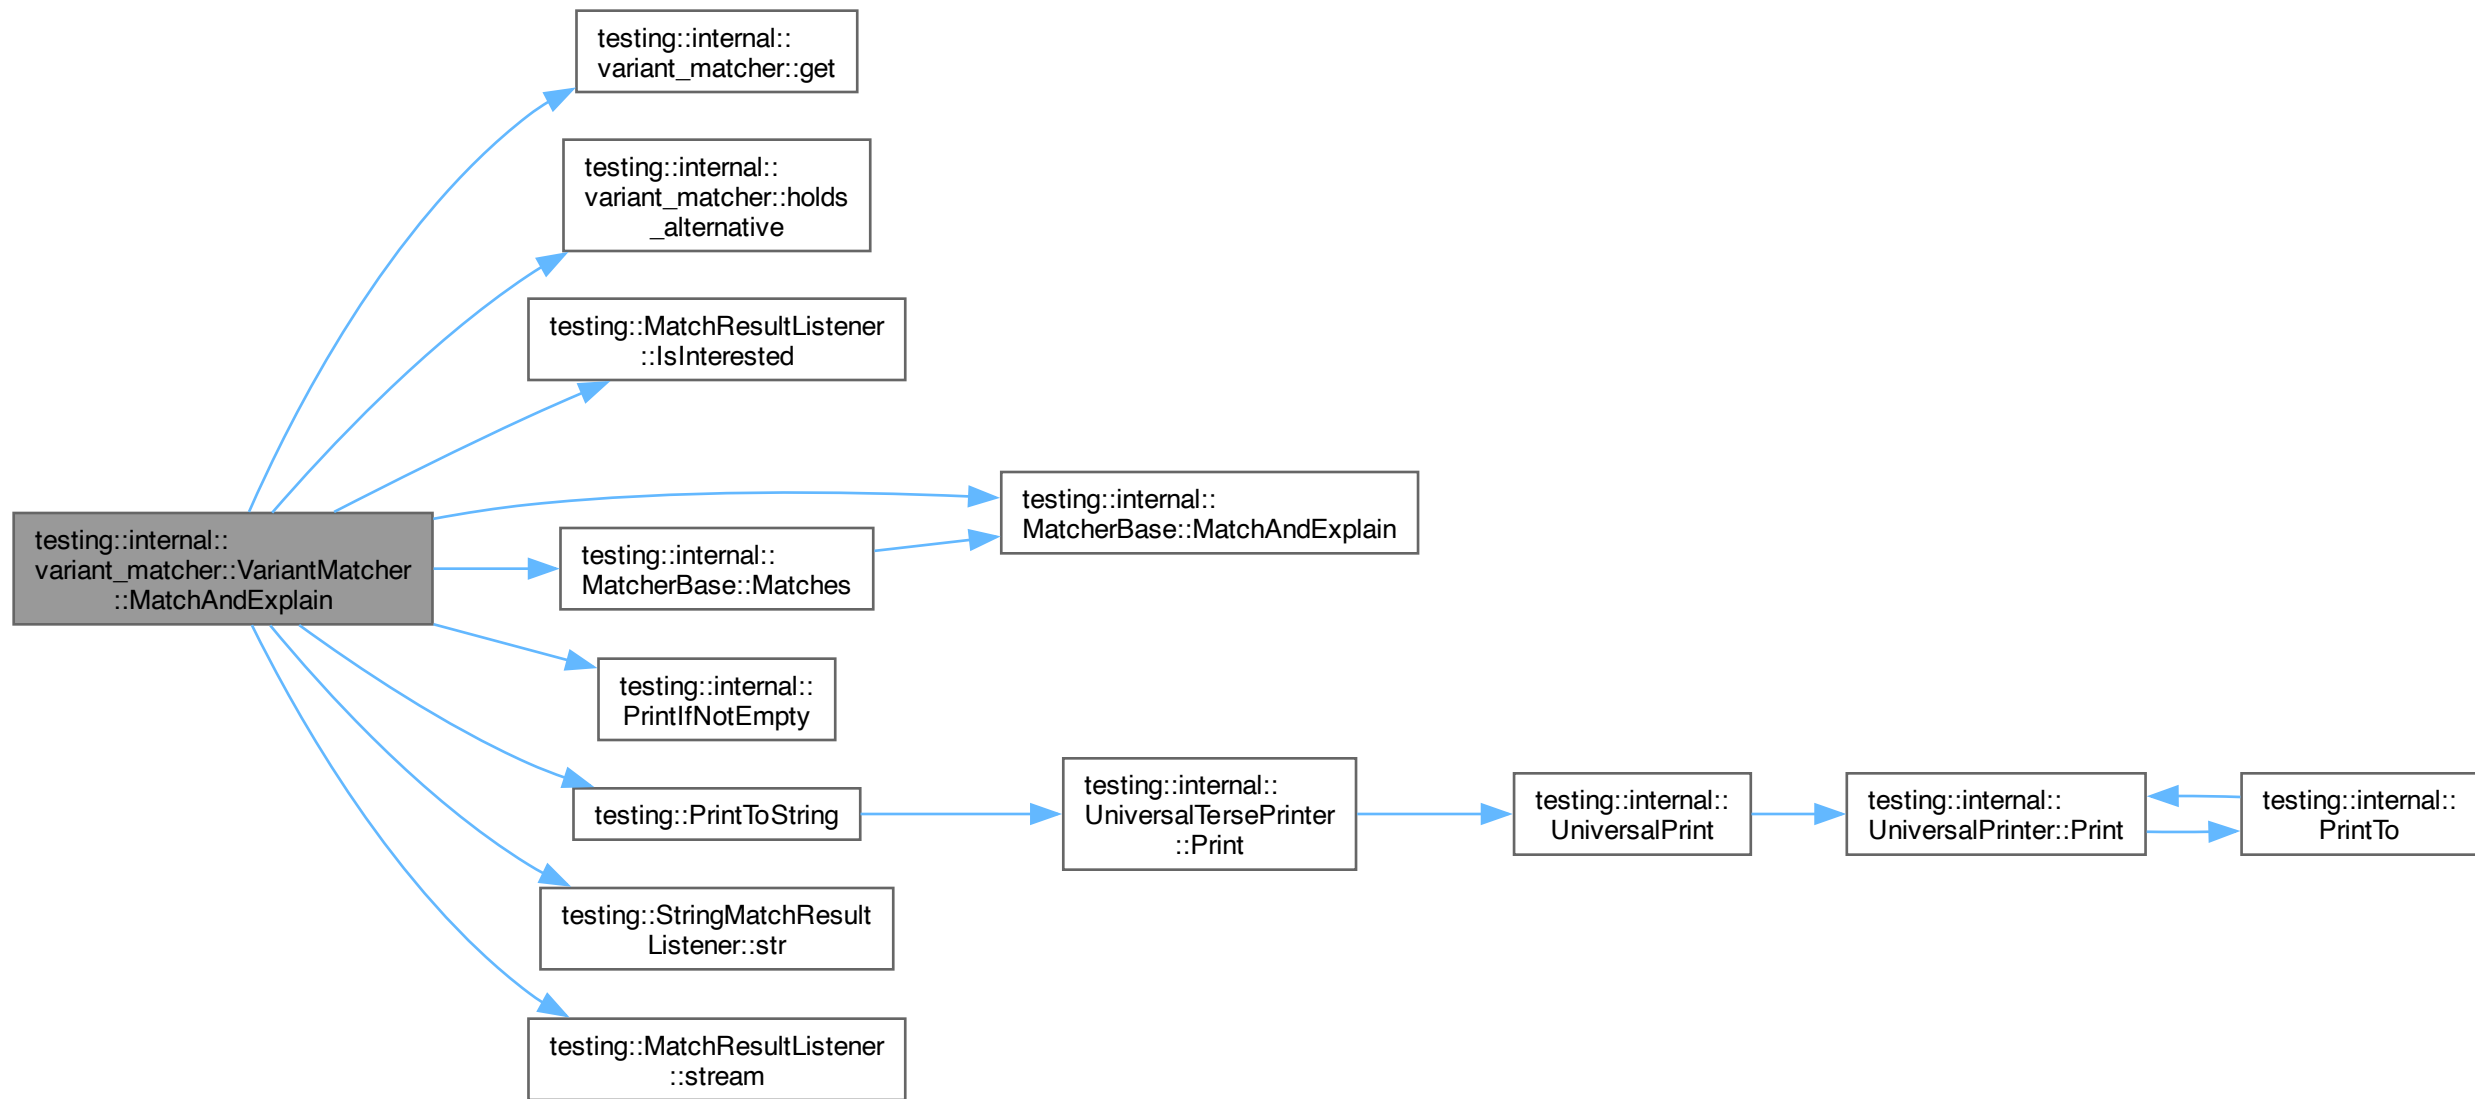 testing::internal::
variant_matcher::get
testing::internal::
variant_matcher::holds
_alternative
testing::MatchResultListener
::IsInterested
testing::internal::
MatcherBase::MatchAndExplain
testing::internal::
variant_matcher::VariantMatcher
::MatchAndExplain
testing::internal::
MatcherBase::Matches
testing::internal::
PrintIfNotEmpty
testing::PrintToString
testing::internal::
UniversalTersePrinter
::Print
testing::internal::
UniversalPrint
testing::internal::
UniversalPrinter::Print
testing::internal::
PrintTo
testing::StringMatchResult
Listener::str
testing::MatchResultListener
::stream